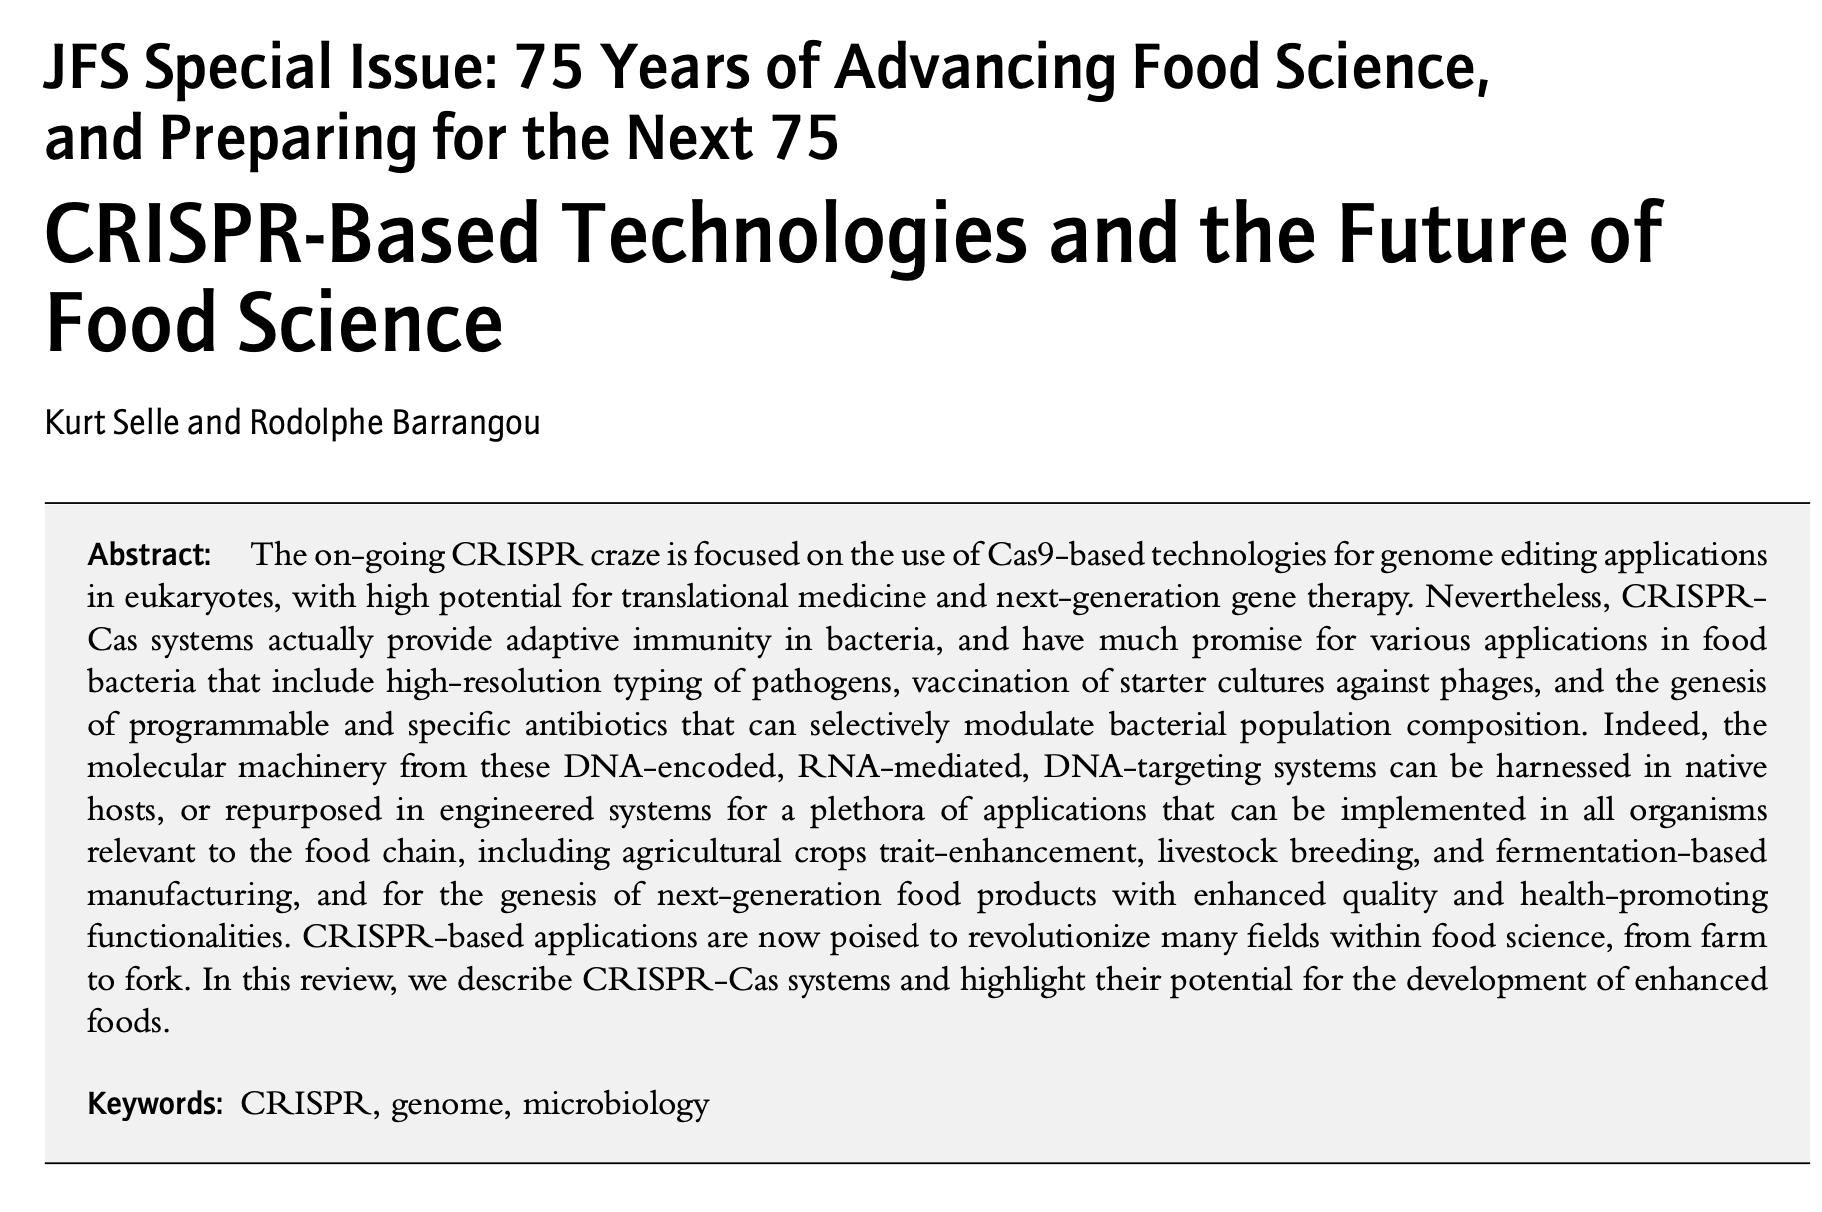 JFS Special Issue: 75 Years of Advancing Food Science,
and Preparing for the Next 75
CRISPR-Based Technologies and the Future of
Food Science
Kurt Selle and Rodolphe Barrangou
Abstract: The on-going CRISPR craze is focused on the use of Cas9-based technologies for genome editing applications
in eukaryotes, with high potential for translational medicine and next-generation gene therapy. Nevertheless, CRISPR-
Cas systems actually provide adaptive immunity in bacteria, and have much promise for various applications in food
bacteria that include high-resolution typing of pathogens, vaccination of starter cultures against phages, and the genesis
of programmable and specific antibiotics that can selectively modulate bacterial population composition. Indeed, the
molecular machinery from these DNA-encoded, RNA-mediated, DNA-targeting systems can be harnessed in native
hosts, or repurposed in engineered systems for a plethora of applications that can be implemented in all organisms
relevant to the food chain, including agricultural crops trait-enhancement, livestock breeding, and fermentation-based
manufacturing, and for the genesis of next-generation food products with enhanced quality and health-promoting
functionalities. CRISPR-based applications are now poised to revolutionize many fields within food science, from farm
to fork. In this review, we describe CRISPR-Cas systems and highlight their potential for the development of enhanced
foods.
Keywords: CRISPR, genome, microbiology